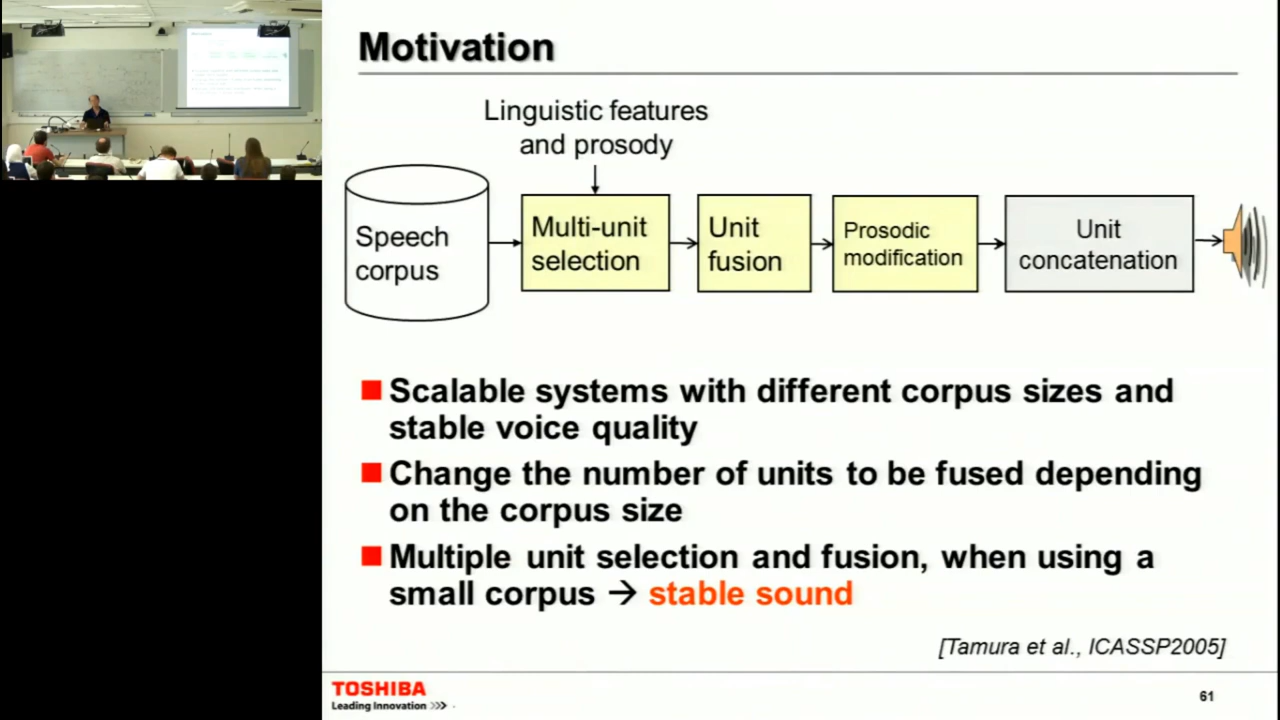 Motivation
Linguistic features
and prosody
Speech
corpus
Multi-unit
selection
Unit
fusion
Prosodic
modification
Unit
concatenation
Scalable systems with different corpus sizes and
stable voice quality
Change the number of units to be fused depending
on the corpus size
Multiple unit selection and fusion, when using a
small corpus → stable sound
[Tamura et al., ICASSP2005]
TOSHIBA
Leading Innovation >>>
61